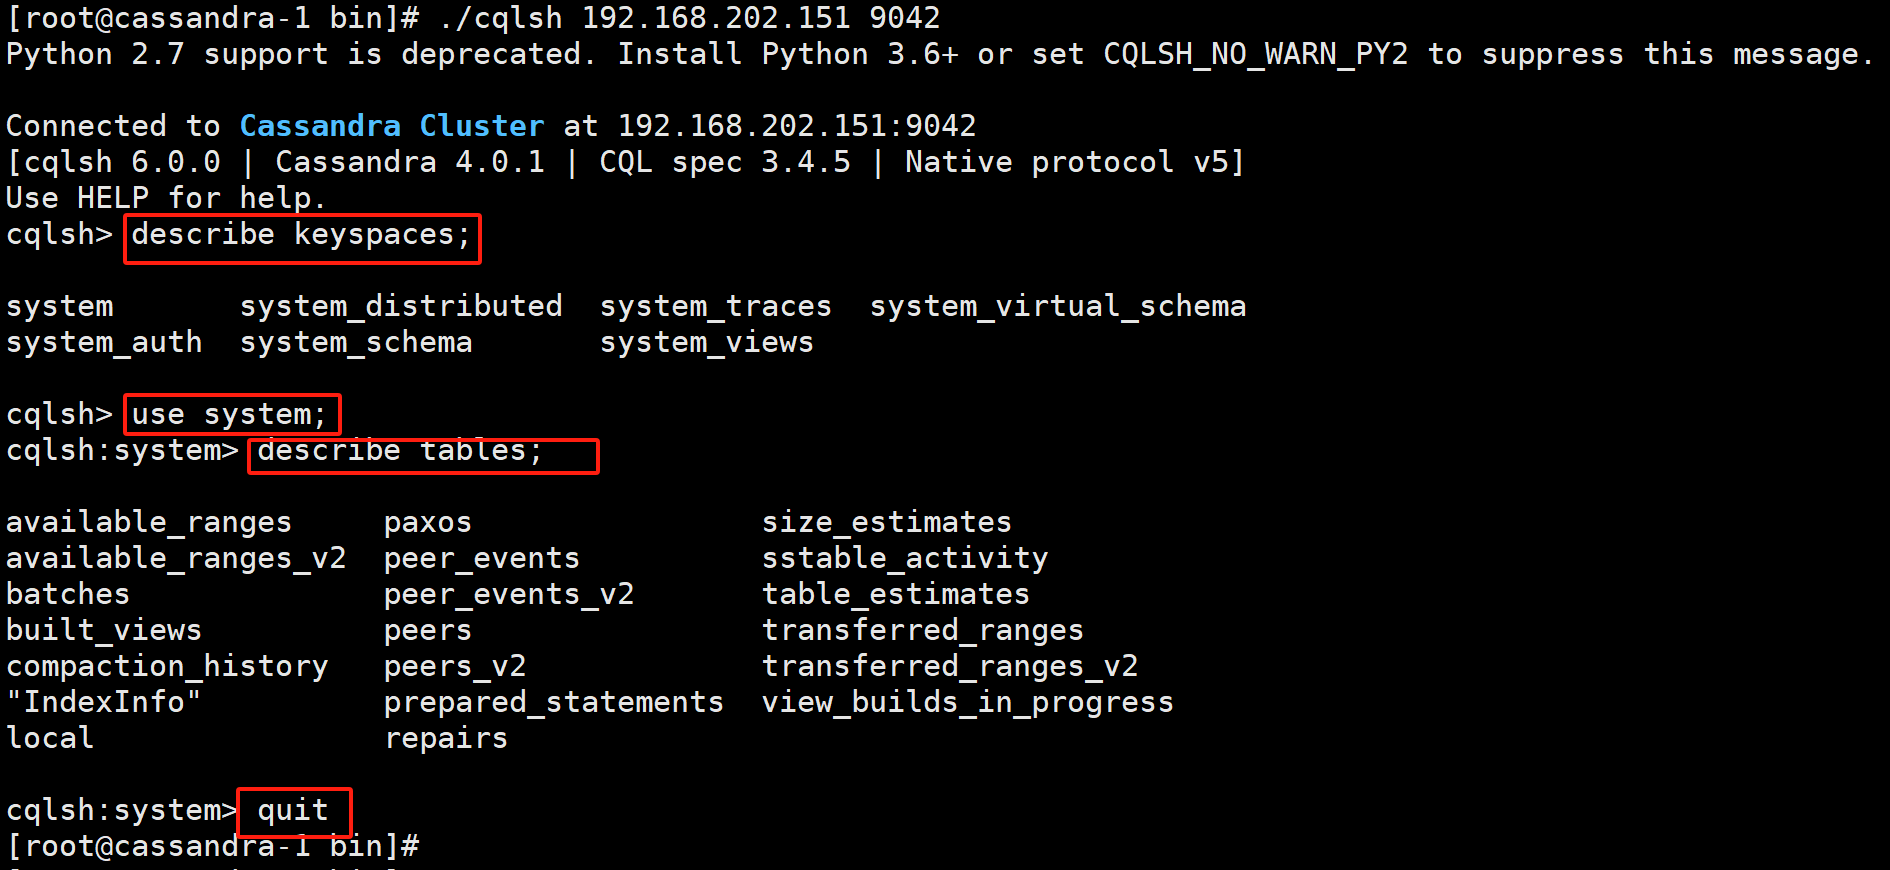 [root@cassandra-1 bin]# ./cqlsh 192.168.202.151 9042
Python 2.7 support is deprecated. Install Python 3.6+ or set CQLSH_NO_WARN_PY2 to suppress this message.
Connected to Cassandra Cluster at 192.168.202.151:9042
[cqlsh 6.0.0 | Cassandra 4.0.1 | CQL spec 3.4.5 | Native protocol v5]
Use HELP for help.
cqlsh> describe keyspaces;
system       system_distributed  system_traces  system_virtual_schema
system_auth  system_schema       system_views
cqlsh> use system;
cqlsh:system> describe tables;
available_ranges     paxos                size_estimates
available_ranges_v2  peer_events          sstable_activity
batches              peer_events_v2       table_estimates
built_views          peers                transferred_ranges
compaction_history   peers_v2             transferred_ranges_v2
"IndexInfo"          prepared_statements  view_builds_in_progress
local                repairs
cqlsh:system> quit
[root@cassandra-1 bin]#